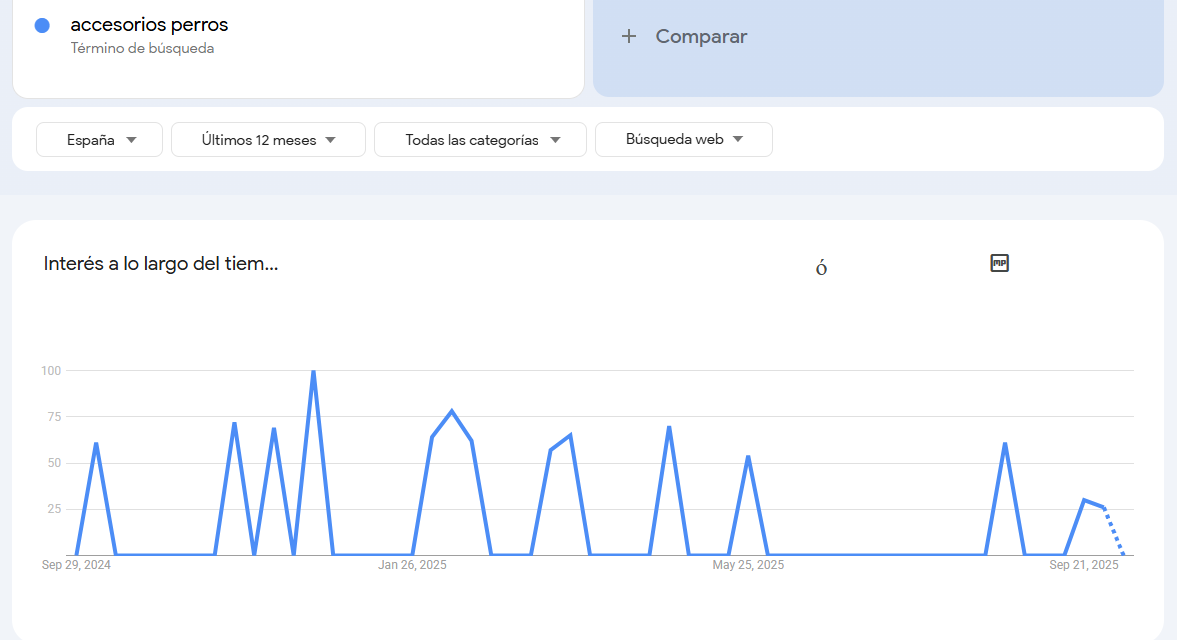 accesorios perros
Término de búsqueda
+ Comparar
España
Últimos 12 meses
Todas las categorías
Búsqueda web
Interés a lo largo del tiem...
ó
MP
100
75
50
25
Sep 29, 2024
Jan 26, 2025
May 25, 2025
Sep 21, 2025